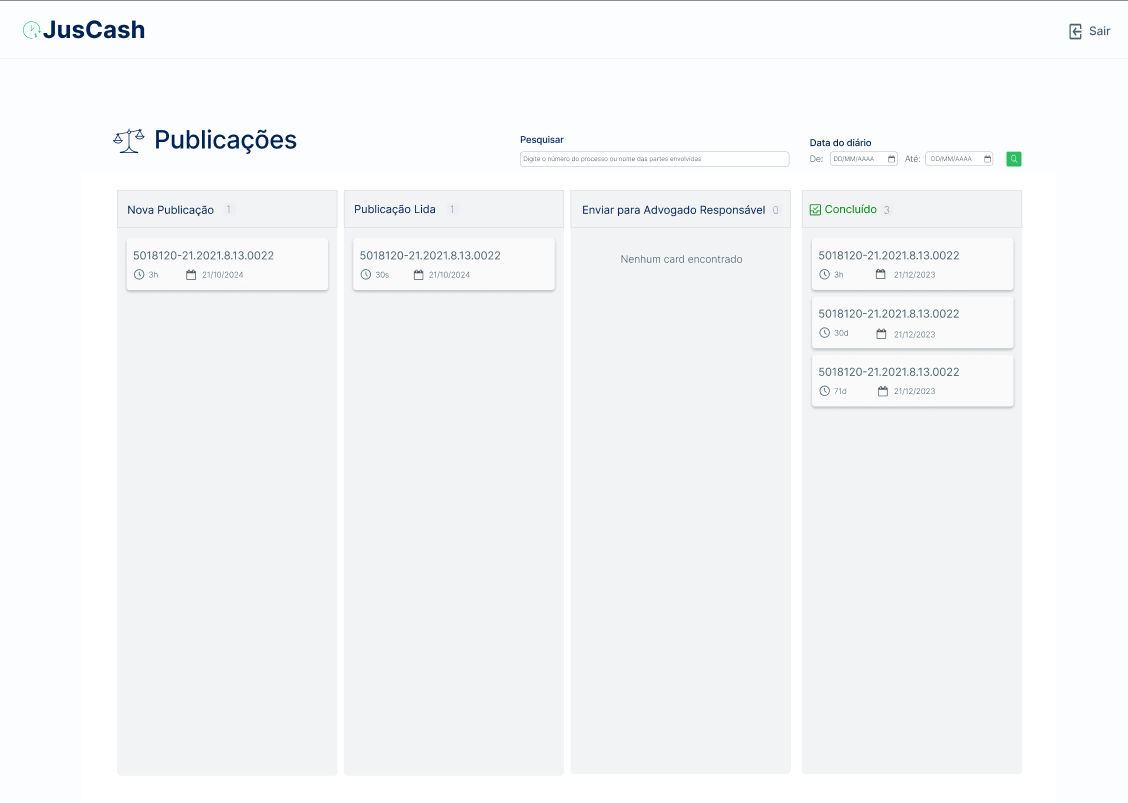 JusCash
Sair
Publicações
Pesquisar
Digite o número do processo ou nome das partes envolvidas
Data do diário
De: DD/MM/AAAA Até: DD/MM/AAAA
Nova Publicação 1
5018120-21.2021.8.13.0022
3h 21/10/2024
Publicação Lida 1
5018120-21.2021.8.13.0022
30s 21/10/2024
Enviar para Advogado Responsável 0
Nenhum card encontrado
Concluído 3
5018120-21.2021.8.13.0022
3h 21/12/2023
5018120-21.2021.8.13.0022
30d 21/12/2023
5018120-21.2021.8.13.0022
71d 21/12/2023